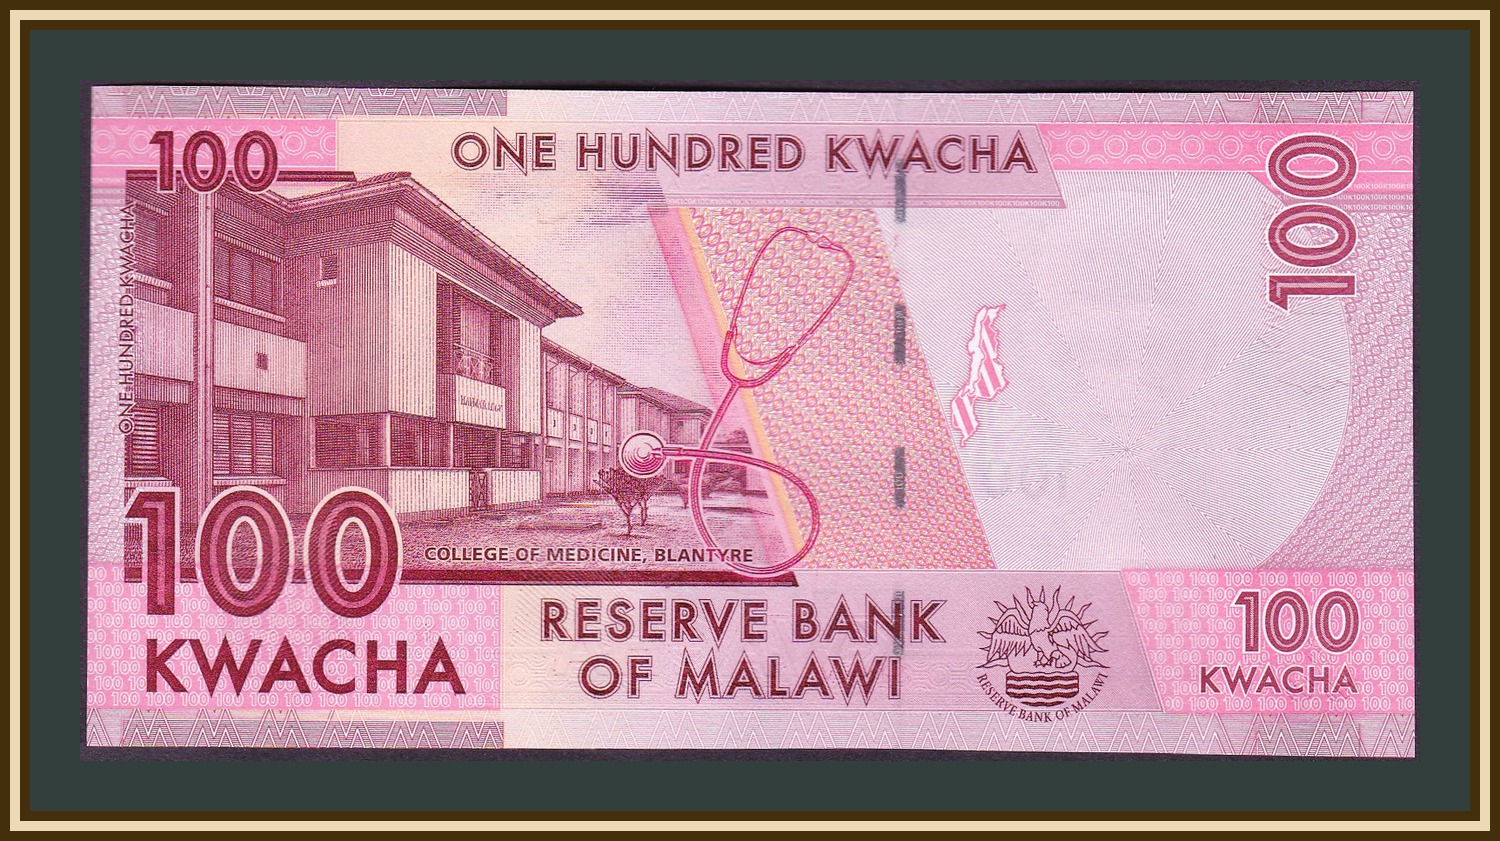 100
ONE HUNDRED KWACHA
100
ONE HUNDRED KWACHA
COLLEGE OF MEDICINE, BLANTYRE
100
KWACHA
RESERVE BANK
OF MALAWI
RESERVE BANK OF MALAWI
100
KWACHA